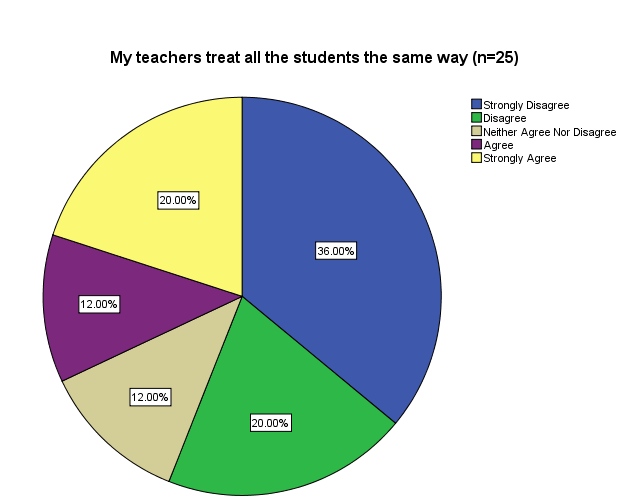 My teachers treat all the students the same way (n=25)
Strongly Disagree
Disagree
Neither Agree Nor Disagree
Agree
Strongly Agree
20.00%
36.00%
12.00%
12.00%
20.00%